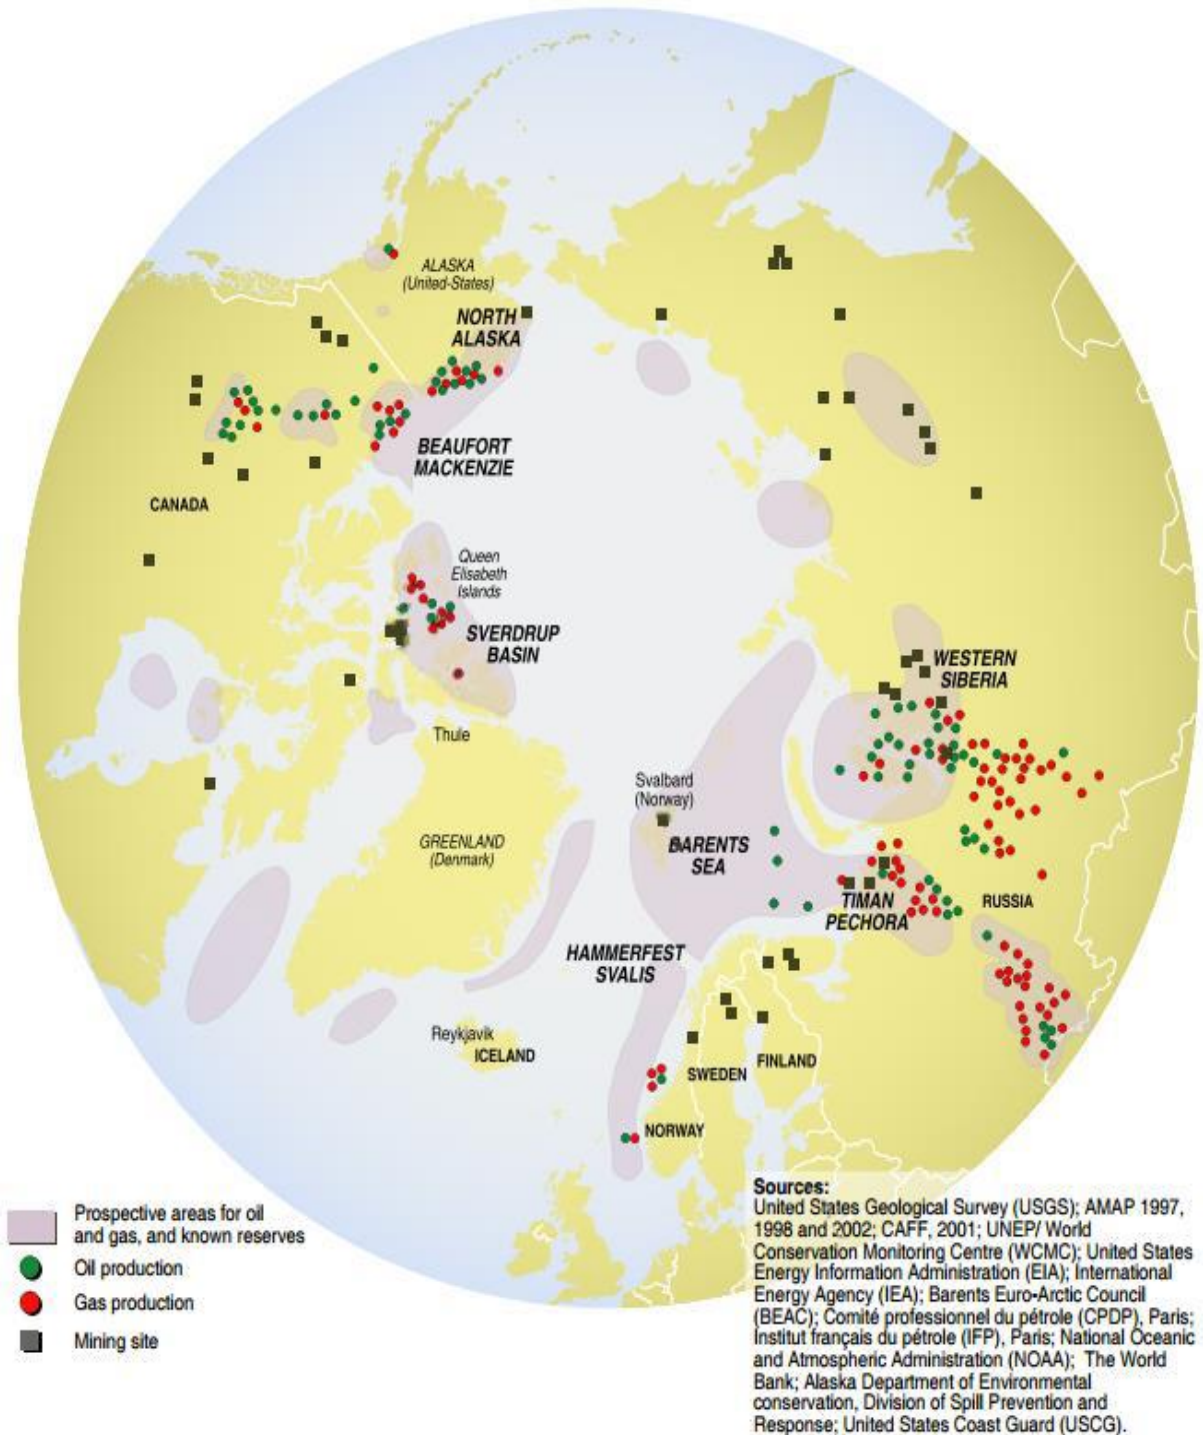 ALASKA
(United-States)
NORTH
ALASKA
BEAUFORT
MACKENZIE
CANADA
Queen
Elisabeth
Islands
SVERDRUP
BASIN
WESTERN
SIBERIA
Thule
Svalbard
(Norway)
BARENTS
SEA
GREENLAND
(Denmark)
TIMAN
PECHORA
RUSSIA
HAMMERFEST
SVALIS
Reykjavik
ICELAND
SWEDEN
FINLAND
NORWAY
Prospective areas for oil
and gas, and known reserves
Oil production
Gas production
Mining site
Sources:
United States Geological Survey (USGS); AMAP 1997,
1998 and 2002; CAFF, 2001; UNEP/ World
Conservation Monitoring Centre (WCMC); United States
Energy Information Administration (EIA); International
Energy Agency (IEA); Barents Euro-Arctic Council
(BEAC); Comité professionnel du pétrole (CPDP), Paris;
Institut français du pétrole (IFP), Paris; National Oceanic
and Atmospheric Administration (NOAA); The World
Bank; Alaska Department of Environmental
conservation, Division of Spill Prevention and
Response; United States Coast Guard (USCG).